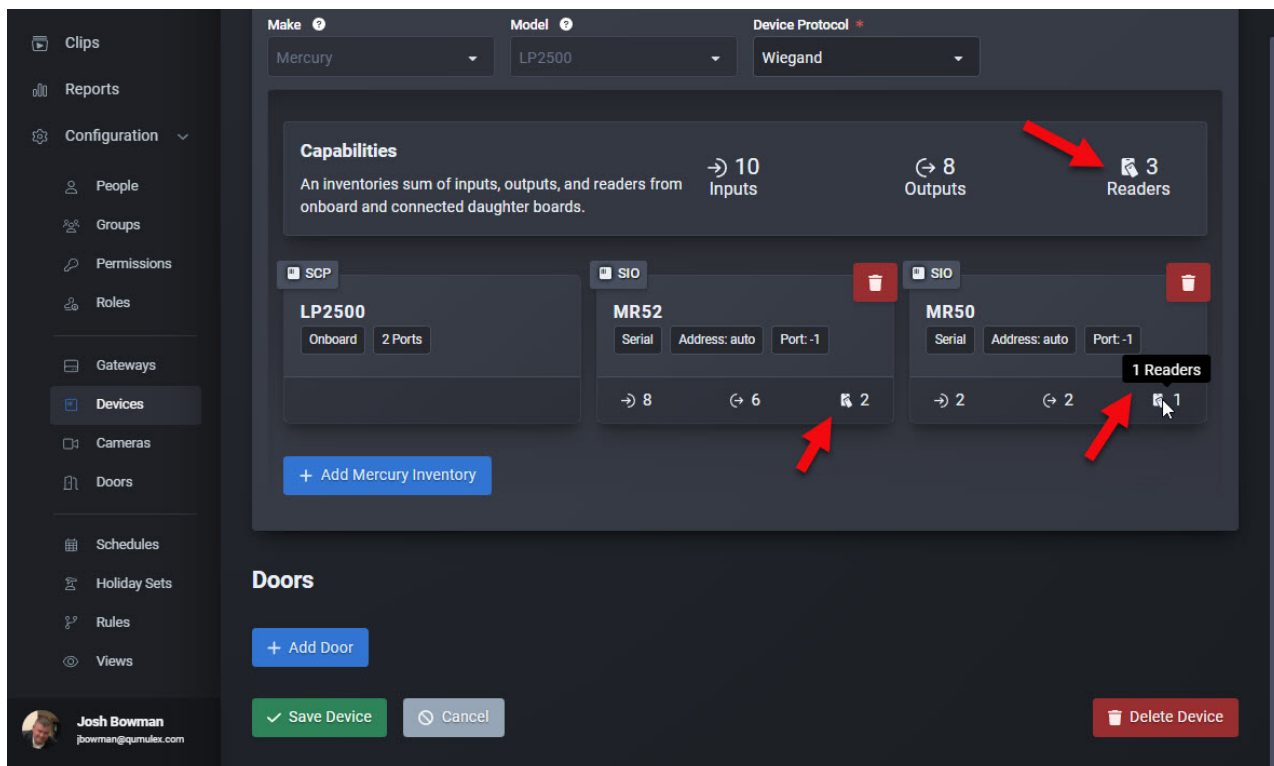 Clips
Reports
Configuration
People
Groups
Permissions
Roles
Gateways
Devices
Cameras
Doors
Schedules
Holiday Sets
Rules
Views
Josh Bowman
jbowman@qumulex.com
Make ?
Model ?
Device Protocol *
Mercury
LP2500
Wiegand
Capabilities
An inventories sum of inputs, outputs, and readers from
onboard and connected daughter boards.
10
Inputs
8
Outputs
3
Readers
SCP
LP2500
Onboard
2 Ports
SIO
MR52
Serial
Address: auto
Port: -1
8
6
2
SIO
MR50
Serial
Address: auto
Port: -1
1 Readers
2
2
1
+ Add Mercury Inventory
Doors
+ Add Door
Save Device
Cancel
Delete Device